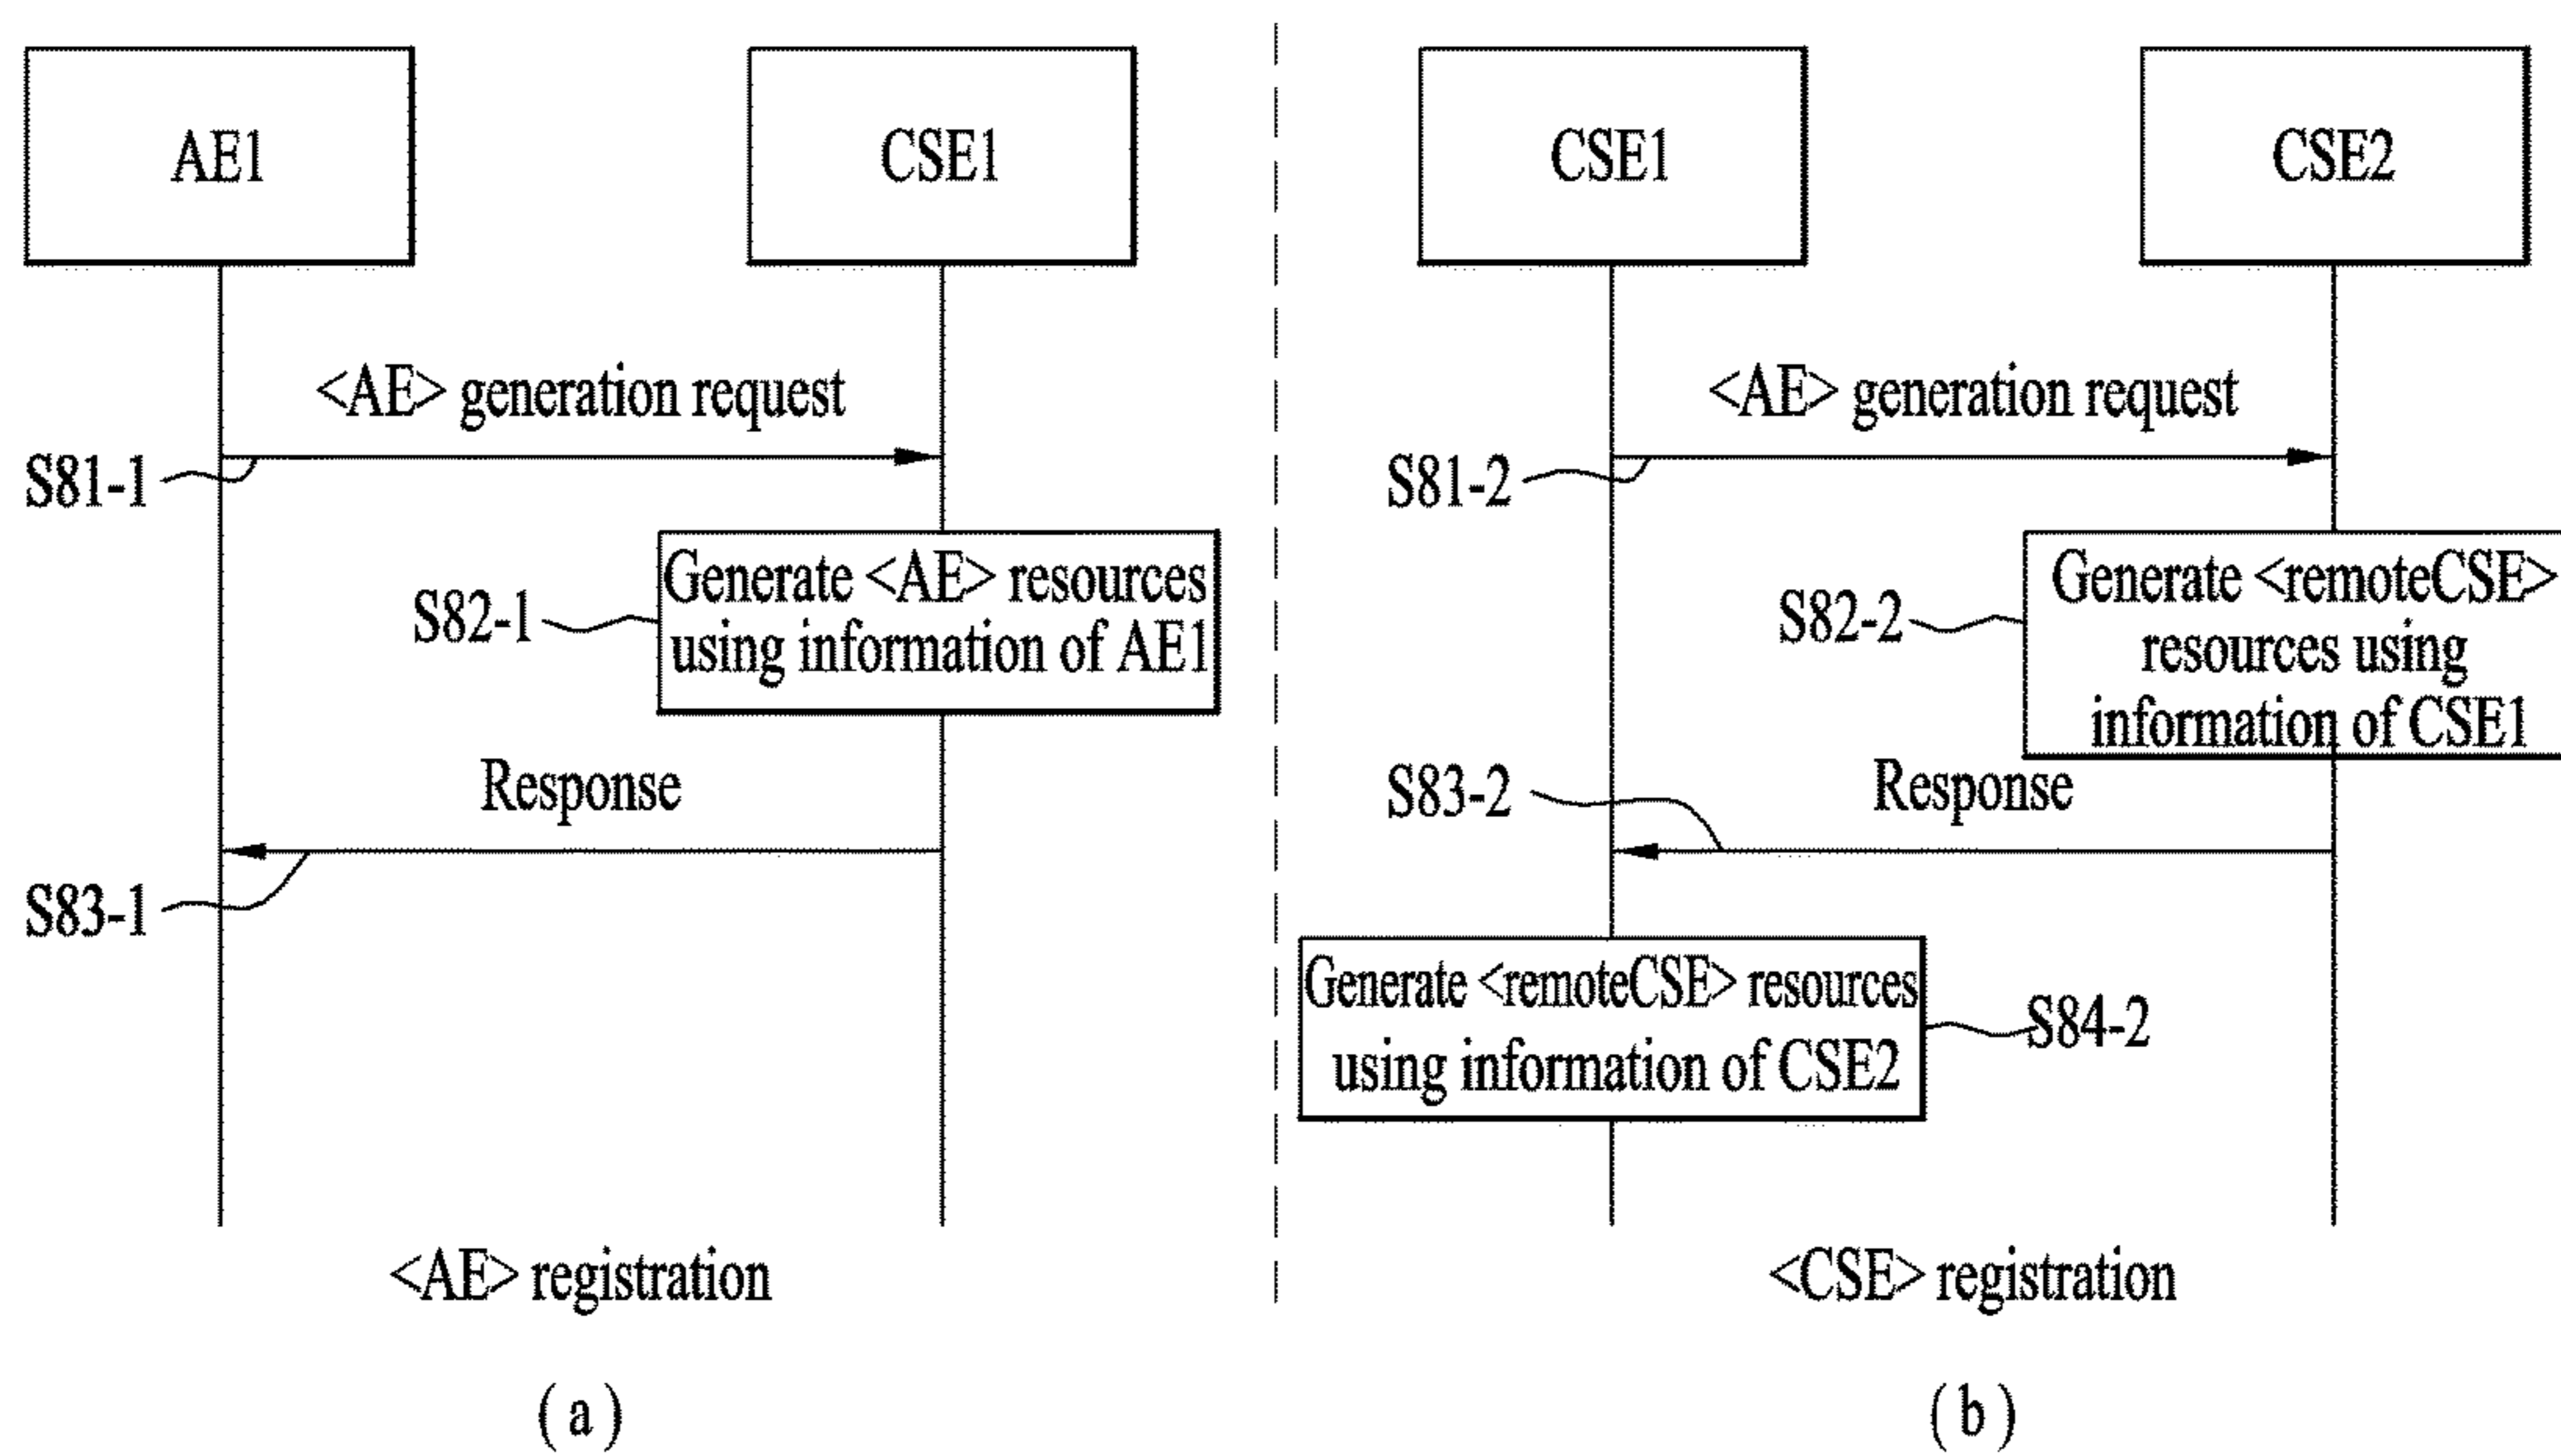 AE1
CSE1
<AE> generation request
S81-1
Generate <AE> resources
using information of AE1
S82-1
Response
S83-1
<AE> registration
(a)
CSE1
CSE2
<AE> generation request
S81-2
Generate <remoteCSE>
resources using
information of CSE1
S82-2
Response
S83-2
Generate <remoteCSE> resources
using information of CSE2
S84-2
<CSE> registration
(b)